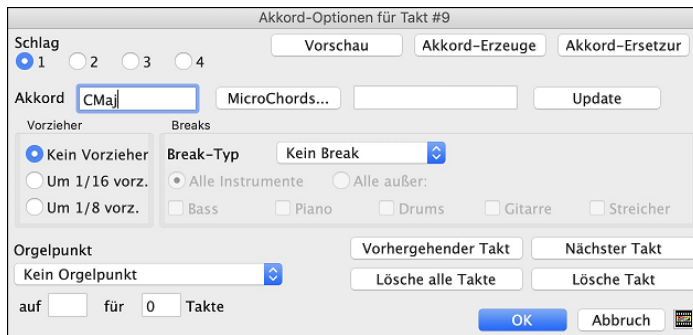 Akkord-Optionen für Takt #9
Schlag
1 2 3 4
Vorschau Akkord-Erzeuge Akkord-Ersetzur
Akkord CMaj MicroChords... Update
Vorzieher Breaks
Kein Vorzieher Break-Typ Kein Break
Um 1/16 vorz. Alle Instrumente Alle außer:
Um 1/8 vorz. Bass Piano Drums Gitarre Streicher
Orgelpunkt Vorhergehender Takt Nächster Takt
Kein Orgelpunkt Lösche alle Takte Lösche Takt
auf für 0 Takte
OK Abbruch